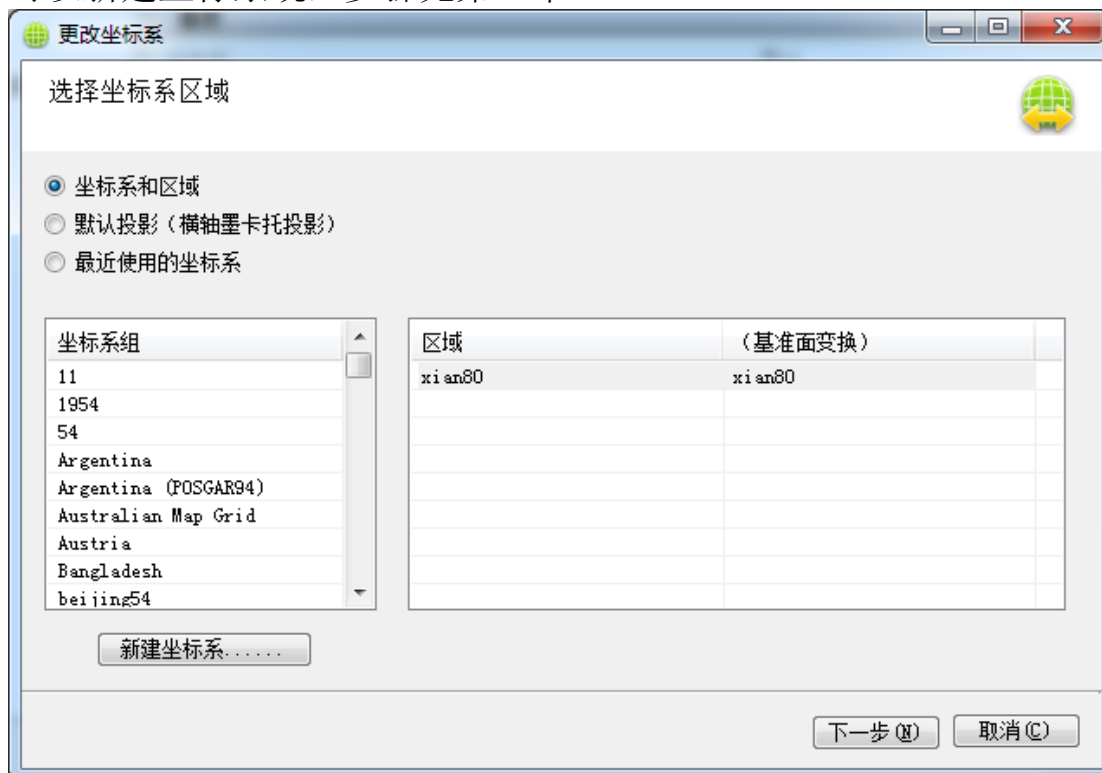 更改坐标系
选择坐标系区域
坐标系和区域
默认投影（横轴墨卡托投影）
最近使用的坐标系
坐标系组
11
1954
54
Argentina
Argentina (POSGAR94)
Australian Map Grid
Austria
Bangladesh
beijing54
区域 （基准面变换）
xian80 xian80
新建坐标系......
下一步(N) 取消(C)